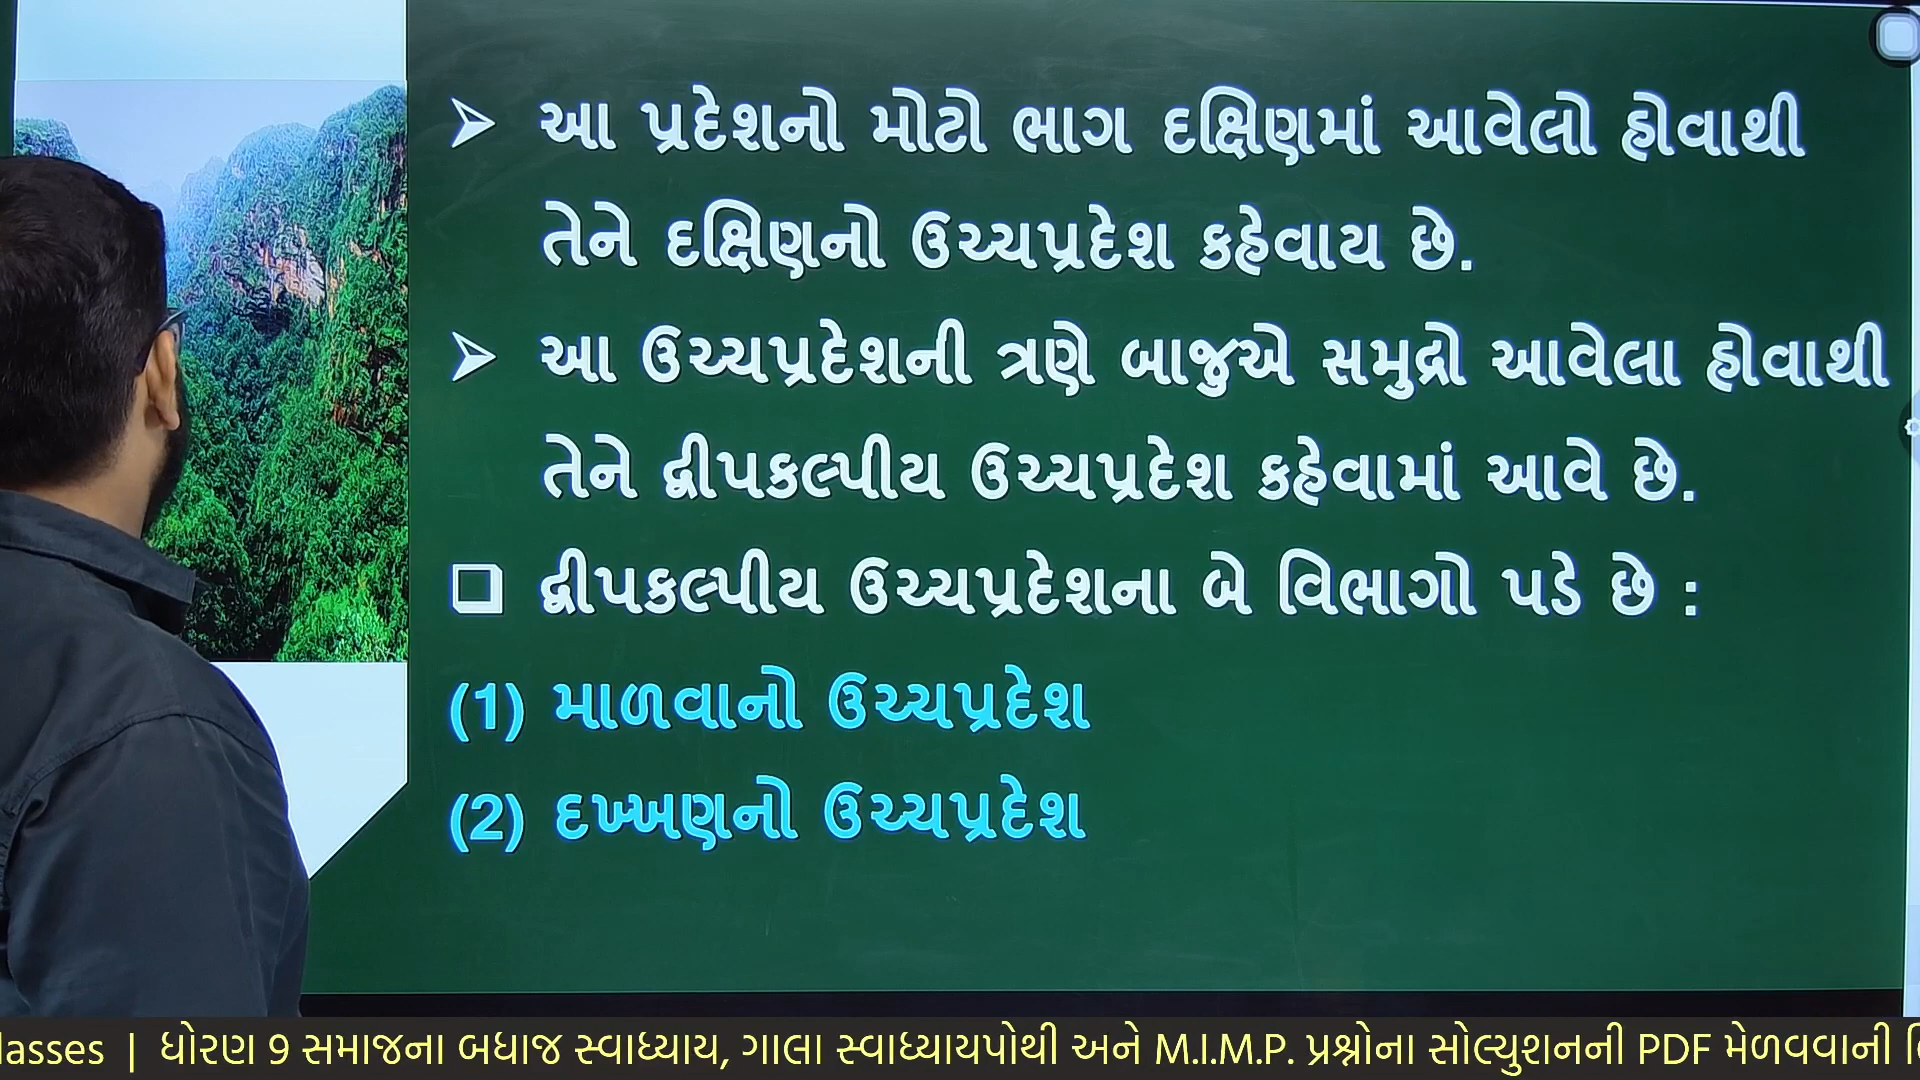 ➢ આ પ્રદેશનો મોટો ભાગ દક્ષિણમાં આવેલો હોવાથી
તેને દક્ષિણનો ઉચ્ચપ્રદેશ કહેવાય છે.
➢ આ ઉચ્ચપ્રદેશની ત્રણે બાજુએ સમુદ્રો આવેલા હોવાથી
તેને દ્વીપકલ્પીય ઉચ્ચપ્રદેશ કહેવામાં આવે છે.
❑ દ્વીપકલ્પીય ઉચ્ચપ્રદેશના બે વિભાગો પડે છે :
(1) માળવાનો ઉચ્ચપ્રદેશ
(2) દખ્ખણનો ઉચ્ચપ્રદેશ
lasses | ધોરણ 9 સમાજના બધાજ સ્વાધ્યાય, ગાલા સ્વાધ્યાયપોથી અને M.I.M.P. પ્રશ્નોના સોલ્યુશનની PDF મેળવવાની